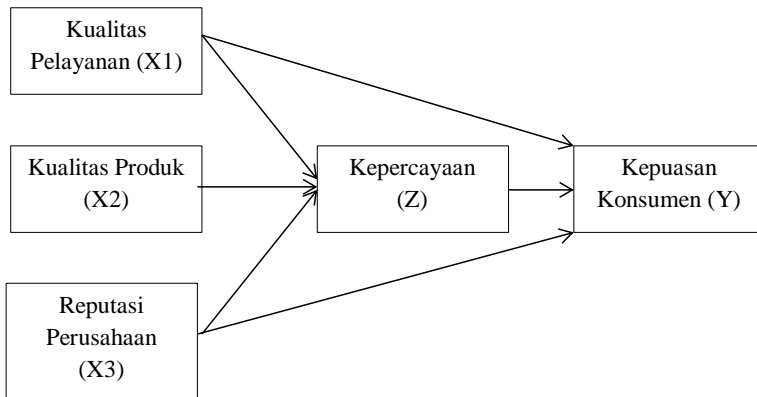 Kualitas
Pelayanan (X1)
Kualitas Produk
(X2)
Kepercayaan
(Z)
Kepuasan
Konsumen (Y)
Reputasi
Perusahaan
(X3)